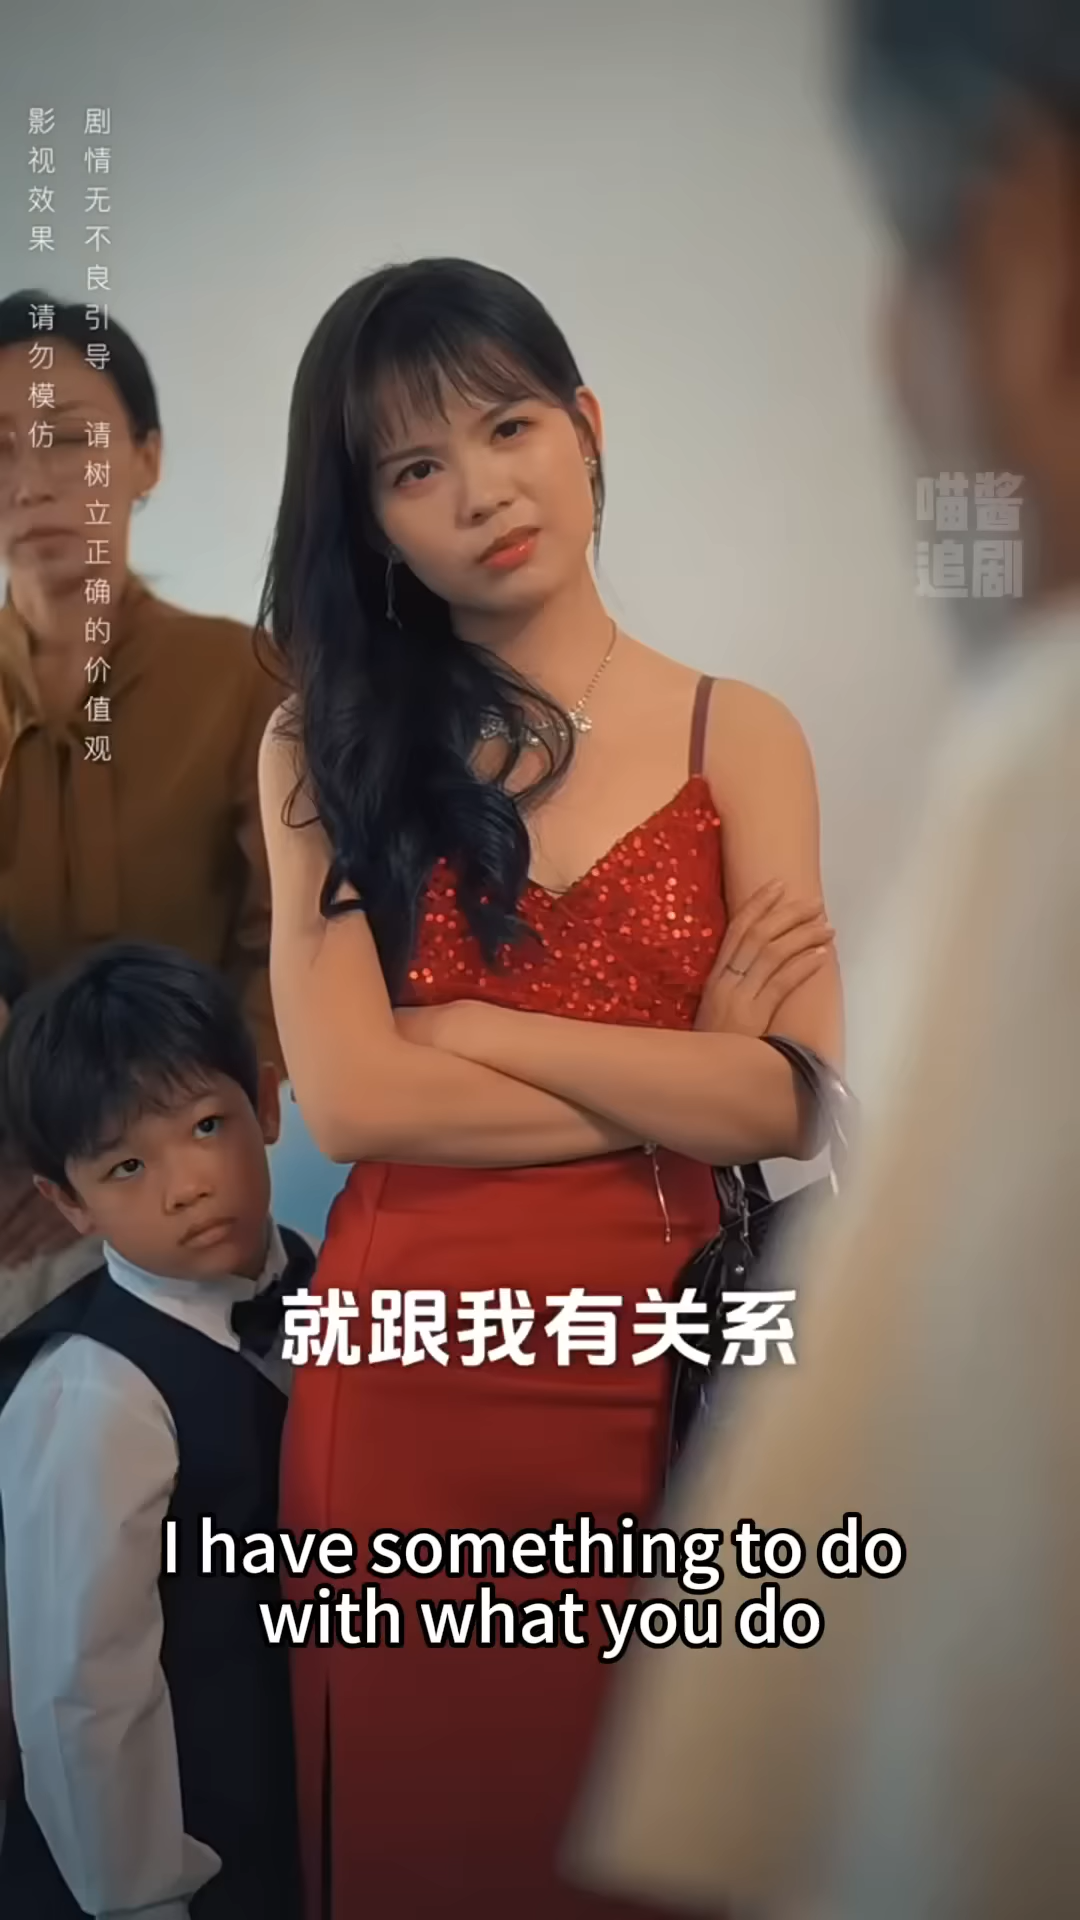 剧情无不良引导 请树立正确的价值观
影视效果 请勿模仿
喵酱
追剧
就跟我有关系
I have something to do
with what you do